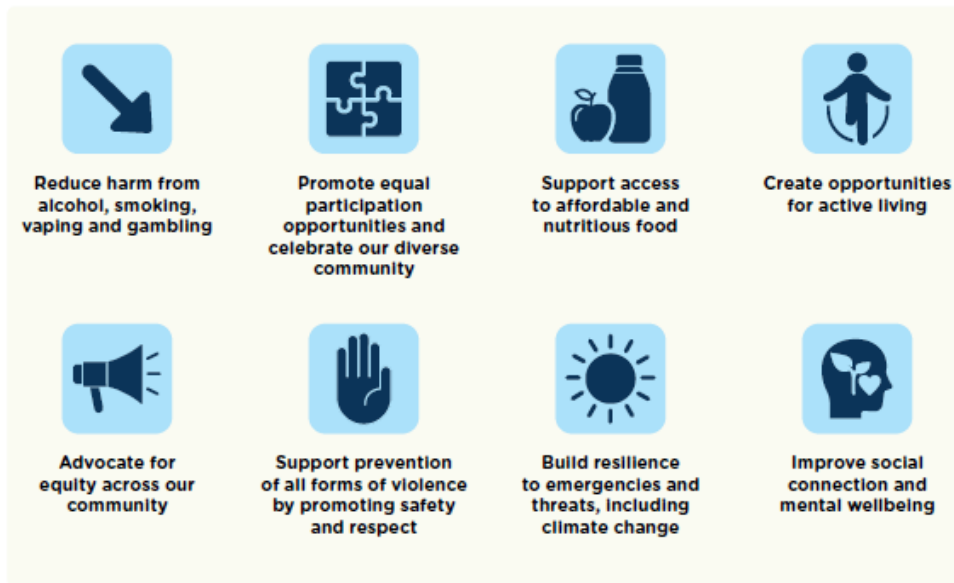 Reduce harm from
alcohol, smoking,
vaping and gambling
Promote equal
participation
opportunities and
celebrate our diverse
community
Support access
to affordable and
nutritious food
Create opportunities
for active living
Advocate for
equity across our
community
Support prevention
of all forms of violence
by promoting safety
and respect
Build resilience
to emergencies and
threats, including
climate change
Improve social
connection and
mental wellbeing